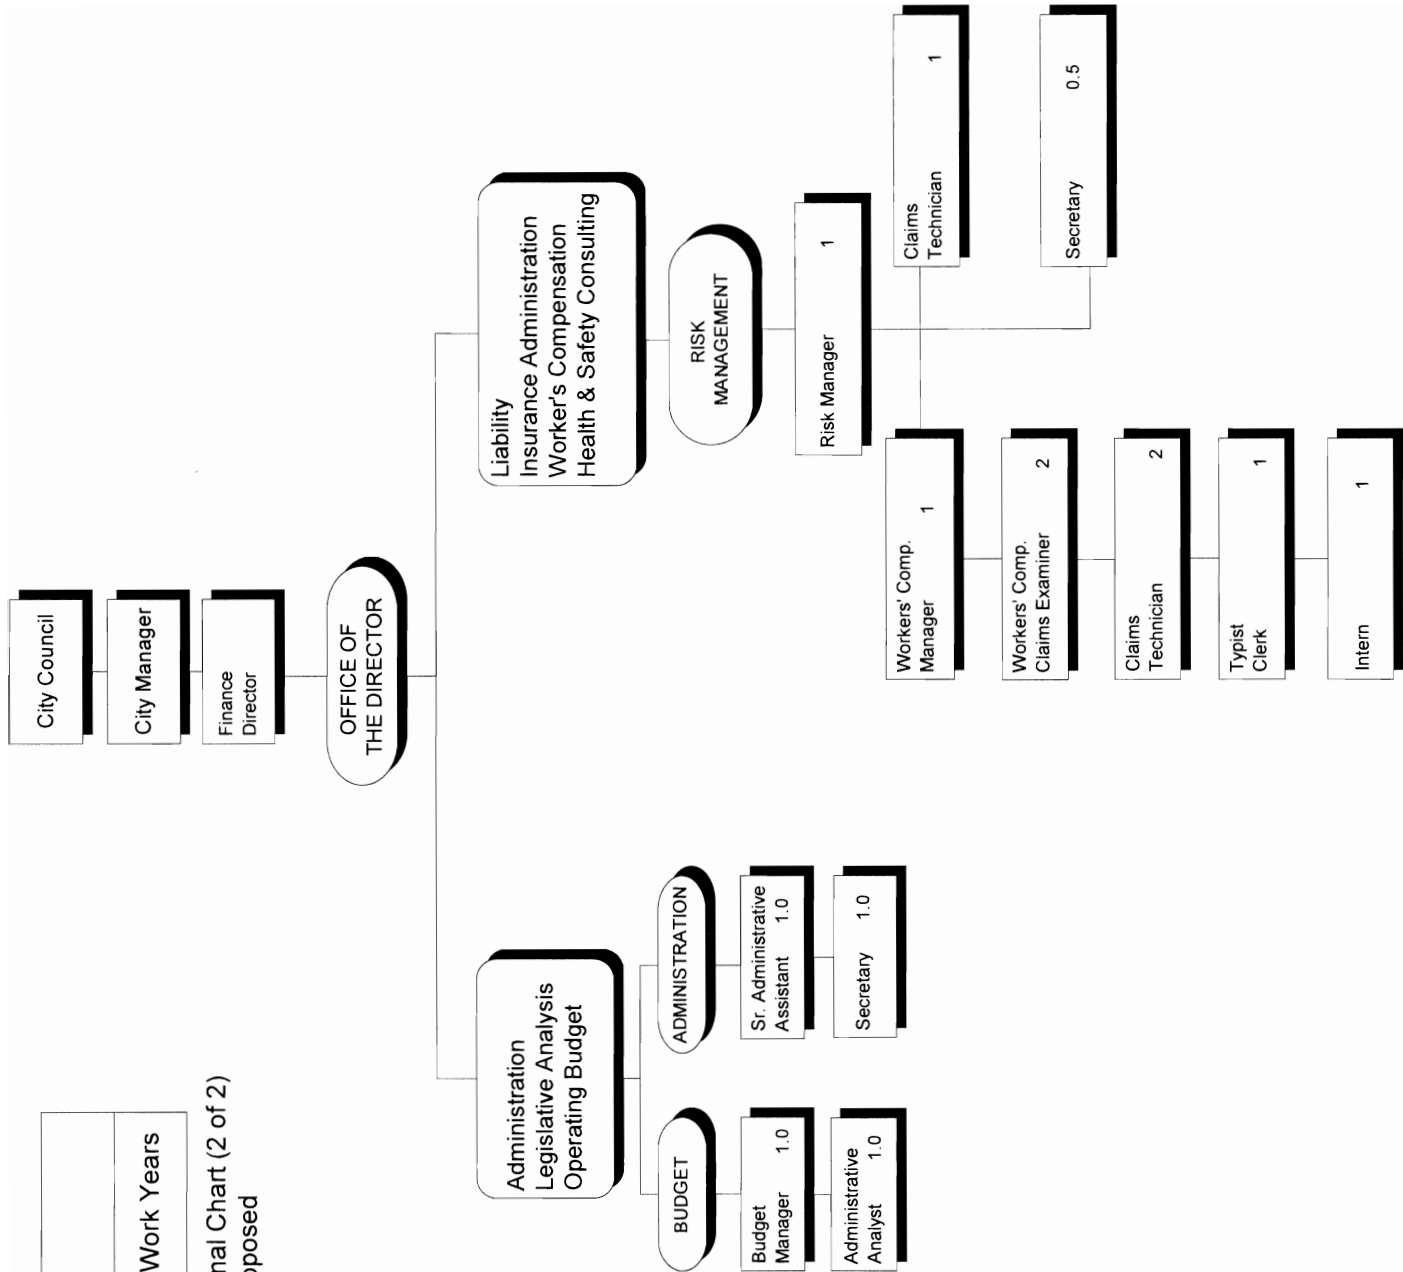 Work Years
nal Chart (2 of 2)
posed
City Council
City Manager
Finance
Director
OFFICE OF
THE DIRECTOR
Administration
Legislative Analysis
Operating Budget
BUDGET
Budget
Manager 1.0
Administrative
Analyst 1.0
ADMINISTRATION
Sr. Administrative
Assistant 1.0
Secretary 1.0
Liability
Insurance Administration
Worker's Compensation
Health & Safety Consulting
RISK
MANAGEMENT
Risk Manager 1
Workers' Comp.
Manager 1
Workers' Comp.
Claims Examiner 2
Claims
Technician 2
Typist
Clerk 1
Intern 1
Claims
Technician 1
Secretary 0.5